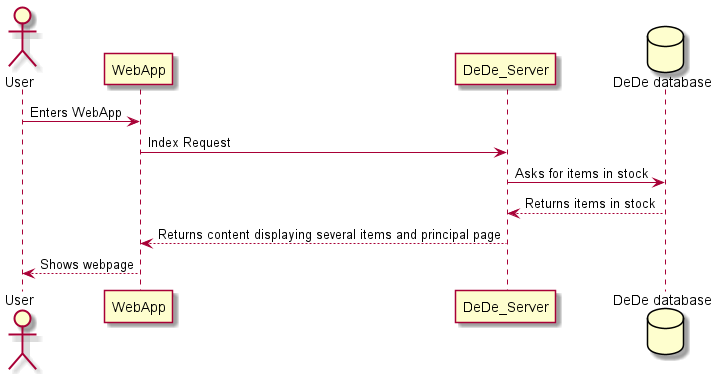 User
WebApp
DeDe_Server
DeDe database
Enters WebApp
Index Request
Asks for items in stock
Returns items in stock
Returns content displaying several items and principal page
Shows webpage
User
WebApp
DeDe_Server
DeDe database